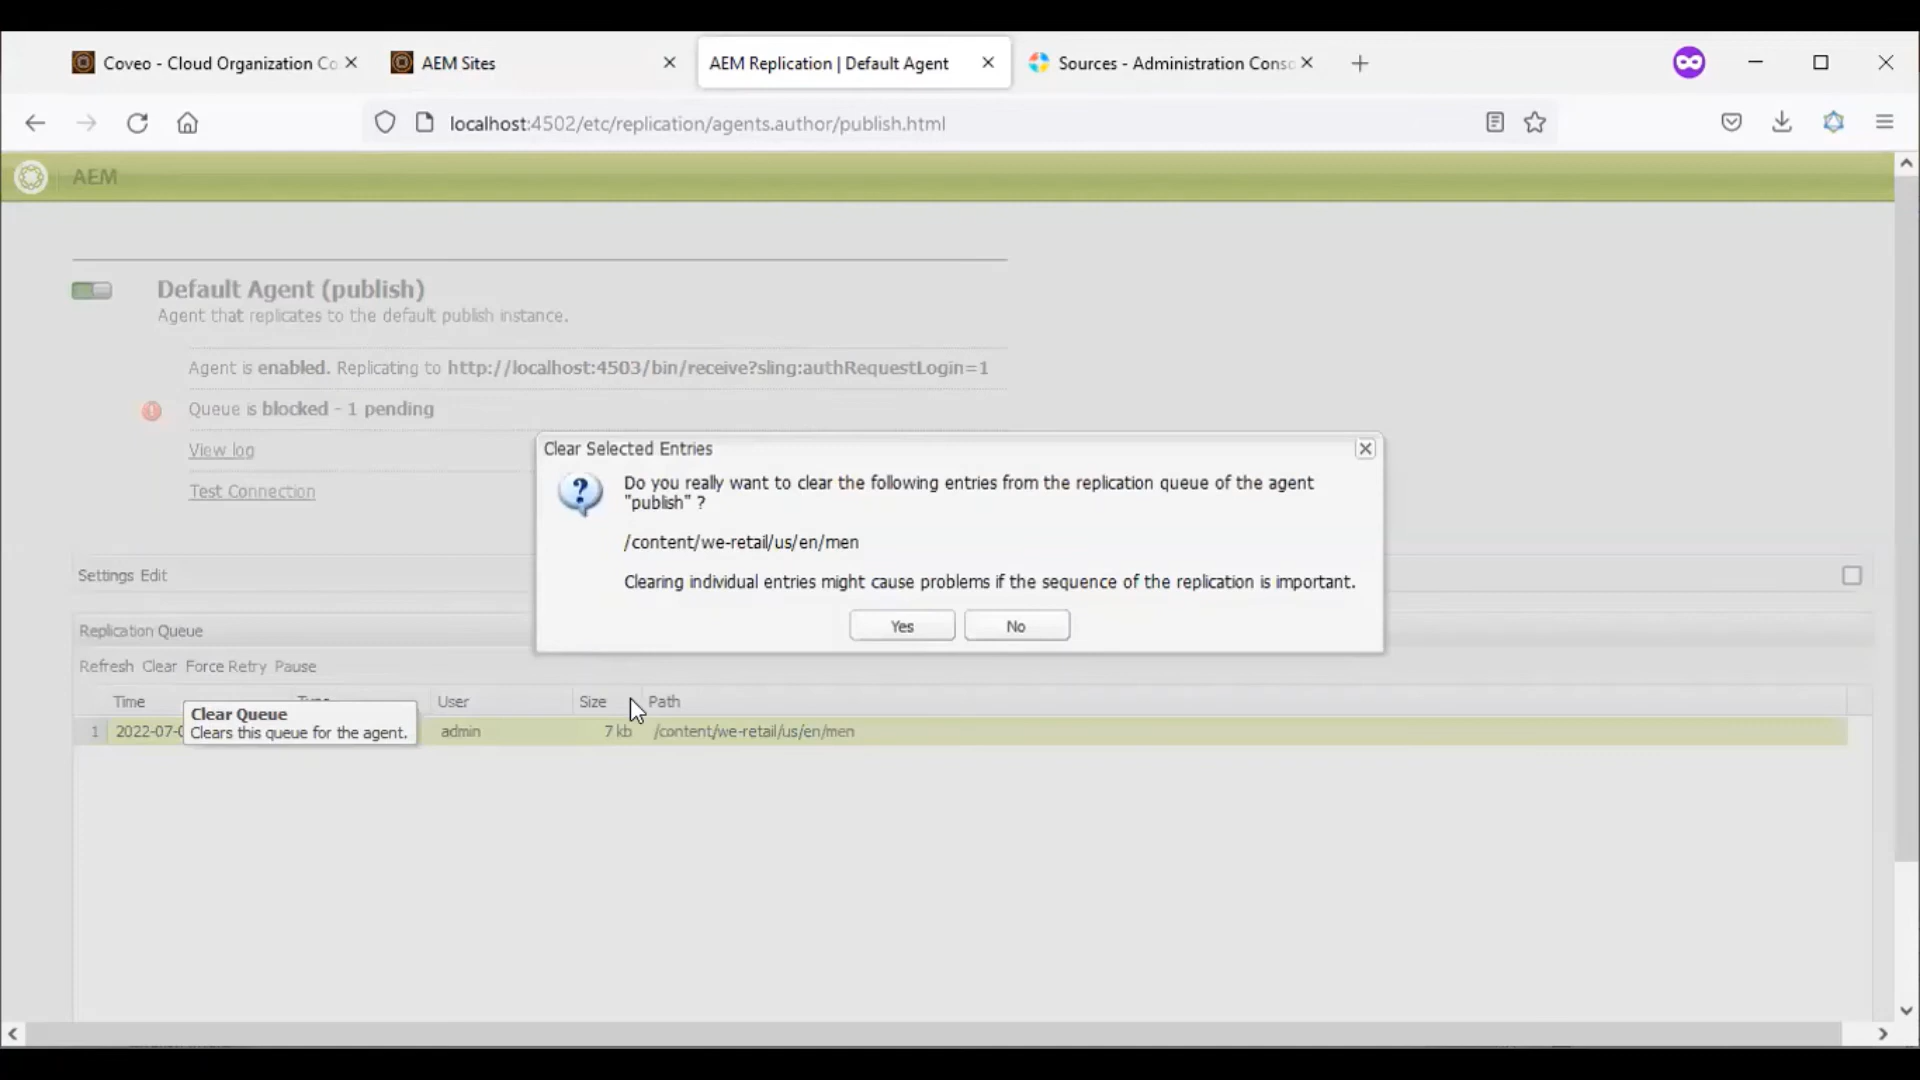 Coveo - Cloud Organization Co
AEM Sites
AEM Replication | Default Agent
Sources - Administration Conso
localhost:4502/etc/replication/agents.author/publish.html
AEM
Default Agent (publish)
Agent that replicates to the default publish instance.
Agent is enabled. Replicating to http://localhost:4503/bin/receive?sling:authRequestLogin=1
Queue is blocked - 1 pending
View log
Test Connection
Clear Selected Entries
Do you really want to clear the following entries from the replication queue of the agent
"publish" ?
/content/we-retail/us/en/men
Clearing individual entries might cause problems if the sequence of the replication is important.
Yes No
Settings Edit
Replication Queue
Refresh Clear Force Retry Pause
Time User Size Path
Clear Queue
Clears this queue for the agent.
1 2022-07-0 admin 7 kb /content/we-retail/us/en/men